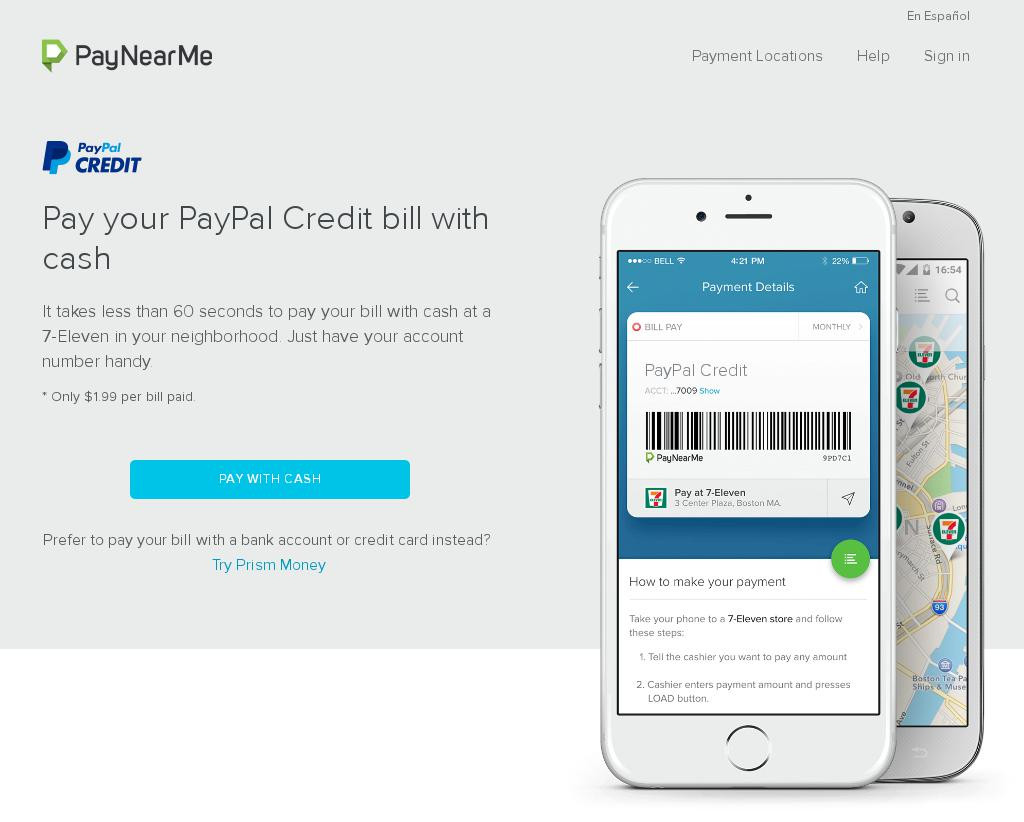 En Español
PayNearMe
Payment Locations
Help
Sign in
PayPal
CREDIT
Pay your PayPal Credit bill with
cash
It takes less than 60 seconds to pay your bill with cash at a
7-Eleven in your neighborhood. Just have your account
number handy.
* Only $1.99 per bill paid.
PAY WITH CASH
Prefer to pay your bill with a bank account or credit card instead?
Try Prism Money
BELL
4:21 PM
22%
Payment Details
BILL PAY
MONTHLY
PayPal Credit
ACCT: ...7009 Show
PayNearMe
9PD7C1
Pay at 7-Eleven
3 Center Plaza, Boston MA.
How to make your payment
Take your phone to a 7-Eleven store and follow
these steps:
1. Tell the cashier you want to pay any amount
2. Cashier enters payment amount and presses
LOAD button.
16:54
Fulton St
Surface Rd
N
93
Boston Tea Pa
Ships & Muse